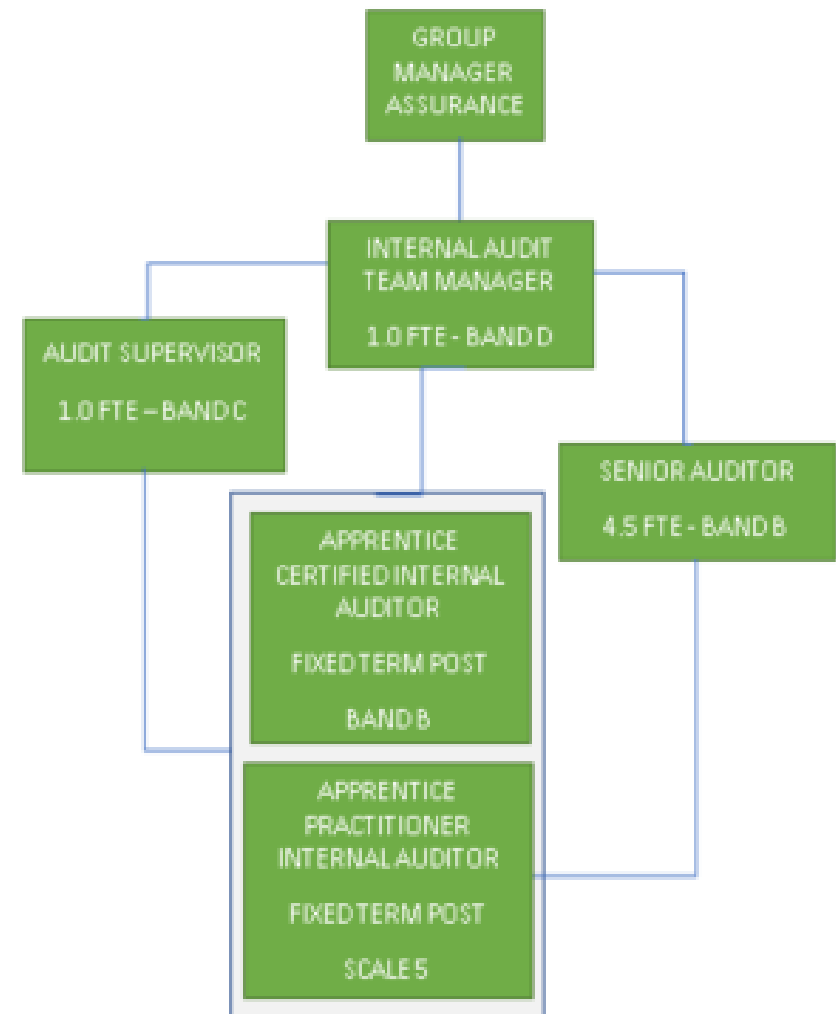 GROUP
MANAGER
ASSURANCE
INTERNAL AUDIT
TEAM MANAGER
1.0 FTE - BAND D
AUDIT SUPERVISOR
1.0 FTE – BAND C
SENIOR AUDITOR
4.5 FTE - BAND B
APPRENTICE
CERTIFIED INTERNAL
AUDITOR
FIXED TERM POST
BAND B
APPRENTICE
PRACTITIONER
INTERNAL AUDITOR
FIXED TERM POST
SCALE 5